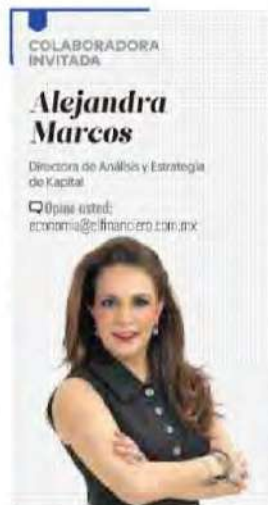 COLABORADORA
INVITADA
Alejandra
Marcos
Directora de Análisis y Estrategia
de Kapital
Opine usted:
economia@elfinanciero.com.mx